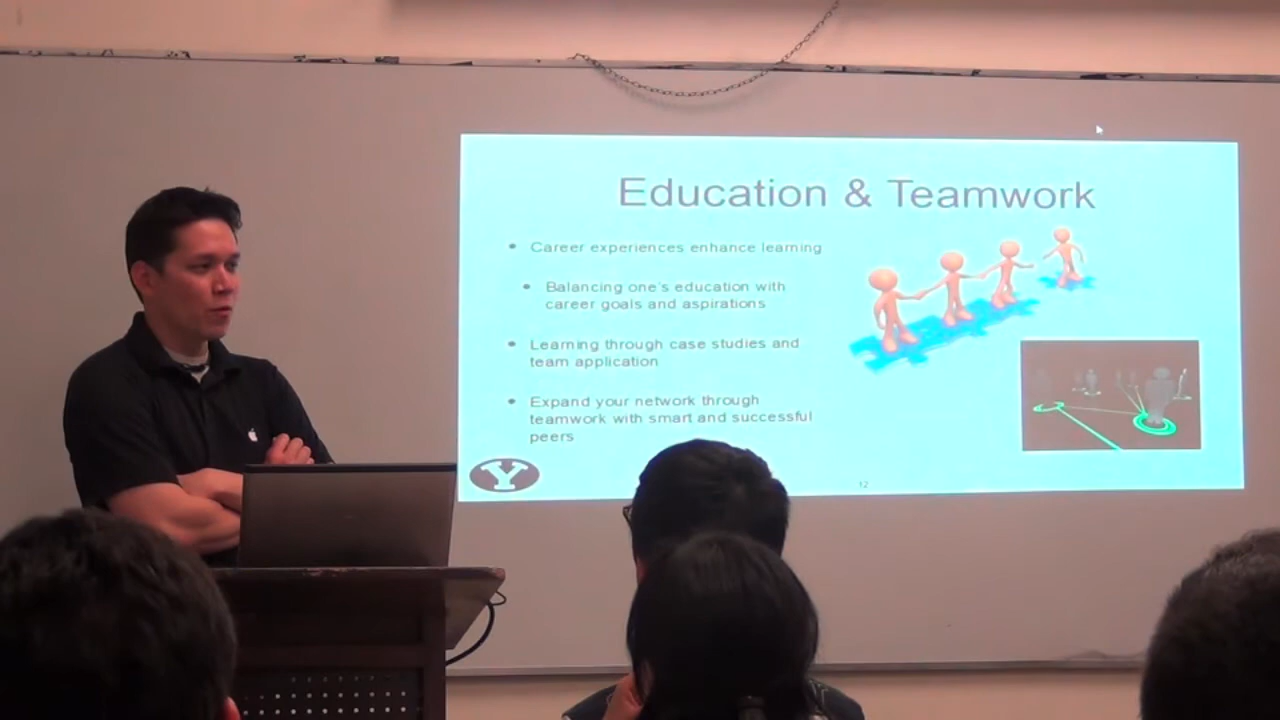 Education & Teamwork
Career experiences enhance learning
Balancing one's education with
career goals and aspirations
Learning through case studies and
team application
Expand your network through
teamwork with smart and successful
peers
Y
12